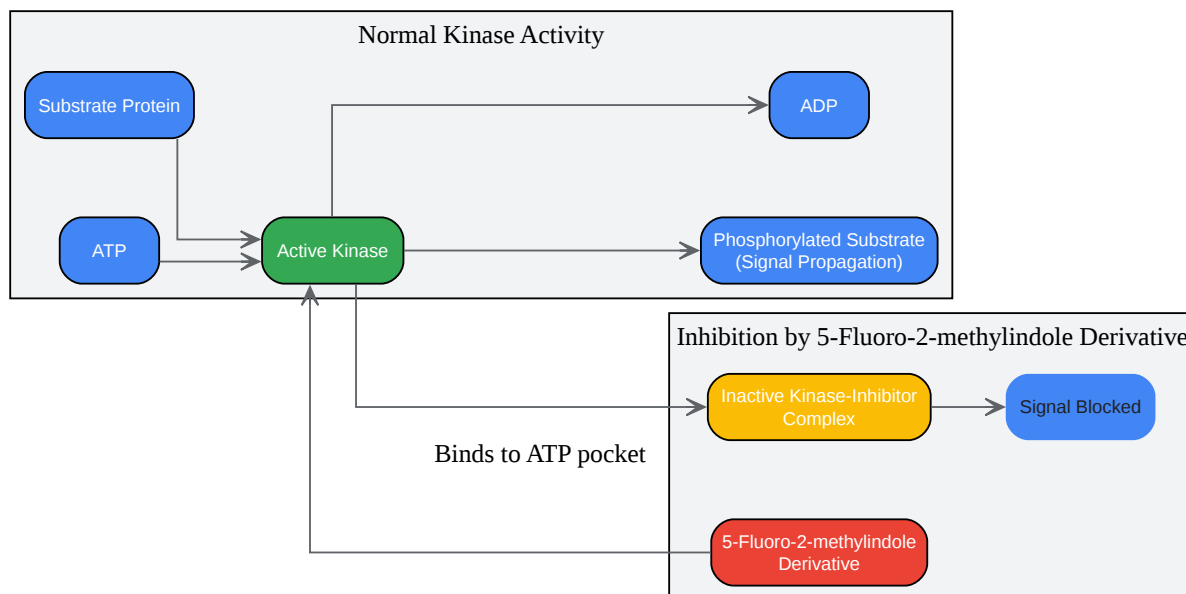 Normal Kinase Activity
Substrate Protein
ADP
ATP
Active Kinase
Phosphorylated Substrate
(Signal Propagation)
Inhibition by 5-Fluoro-2-methylindole Derivative
Inactive Kinase-Inhibitor
Complex
Signal Blocked
Binds to ATP pocket
5-Fluoro-2-methylindole
Derivative